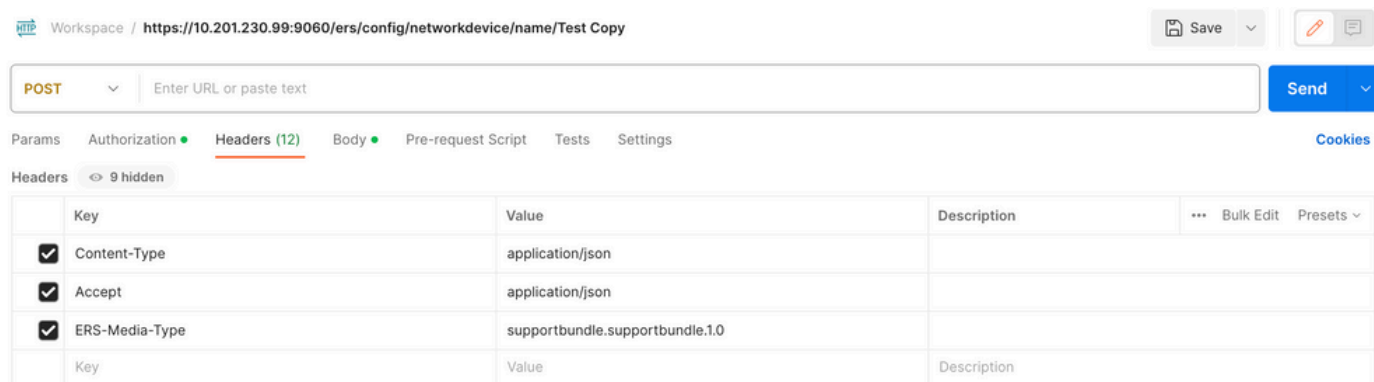 HTTP Workspace / https://10.201.230.99:9060/ers/config/networkdevice/name/Test Copy Save
POST Enter URL or paste text Send
Params Authorization Headers (12) Body Pre-request Script Tests Settings Cookies
Headers 9 hidden
Key Value Description ••• Bulk Edit Presets
Content-Type application/json
Accept application/json
ERS-Media-Type supportbundle.supportbundle.1.0
Key Value Description